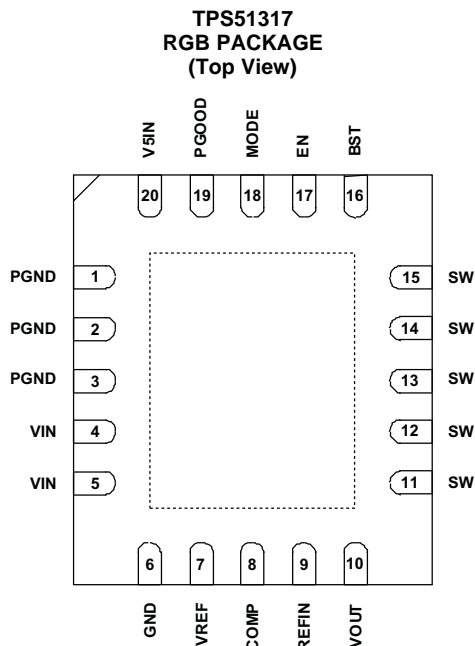 TPS51317
RGB PACKAGE
(Top View)
V5IN
PGOOD
MODE
EN
BST
20
19
18
17
16
PGND
1
15
SW
PGND
2
14
SW
PGND
3
13
SW
VIN
4
12
SW
VIN
5
11
SW
6
7
8
9
10
GND
VREF
COMP
REFIN
VOUT